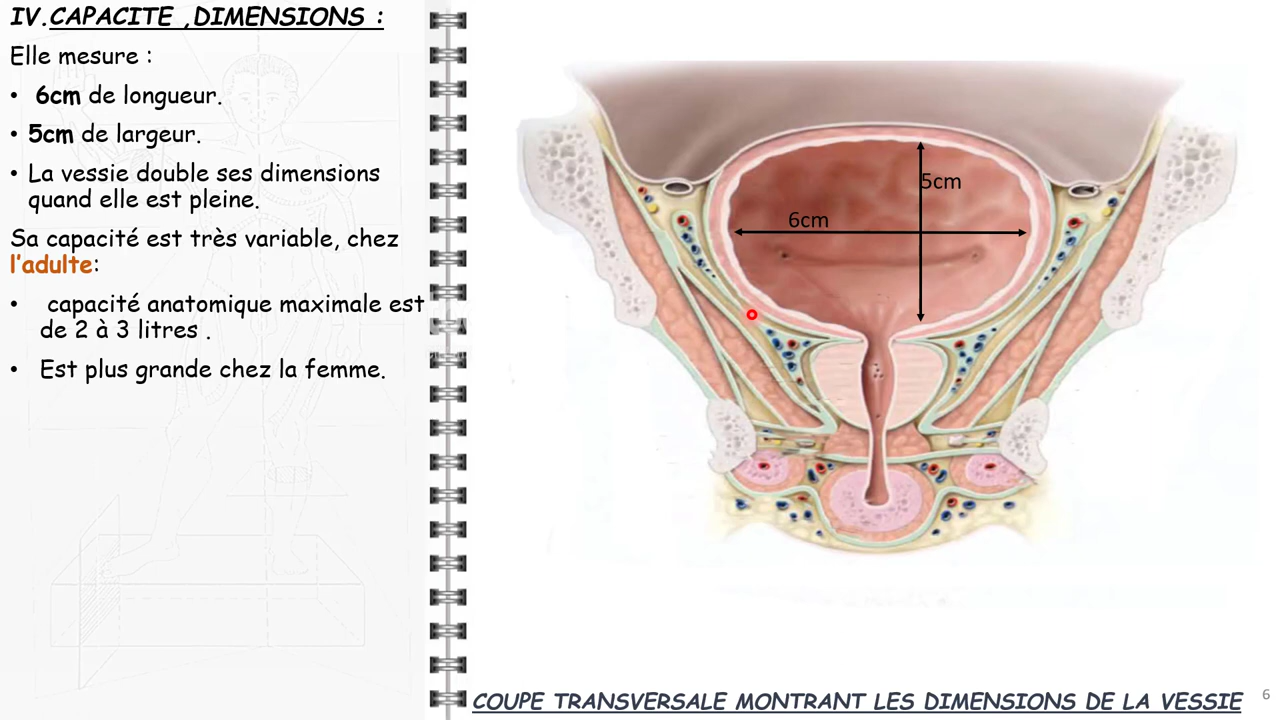 IV.CAPACITE ,DIMENSIONS :
Elle mesure :
• 6cm de longueur.
• 5cm de largeur.
• La vessie double ses dimensions
quand elle est pleine.
Sa capacité est très variable, chez
l'adulte:
• capacité anatomique maximale est
de 2 à 3 litres .
• Est plus grande chez la femme.
5cm
6cm
COUPE TRANSVERSALE MONTRANT LES DIMENSIONS DE LA VESSIE
6